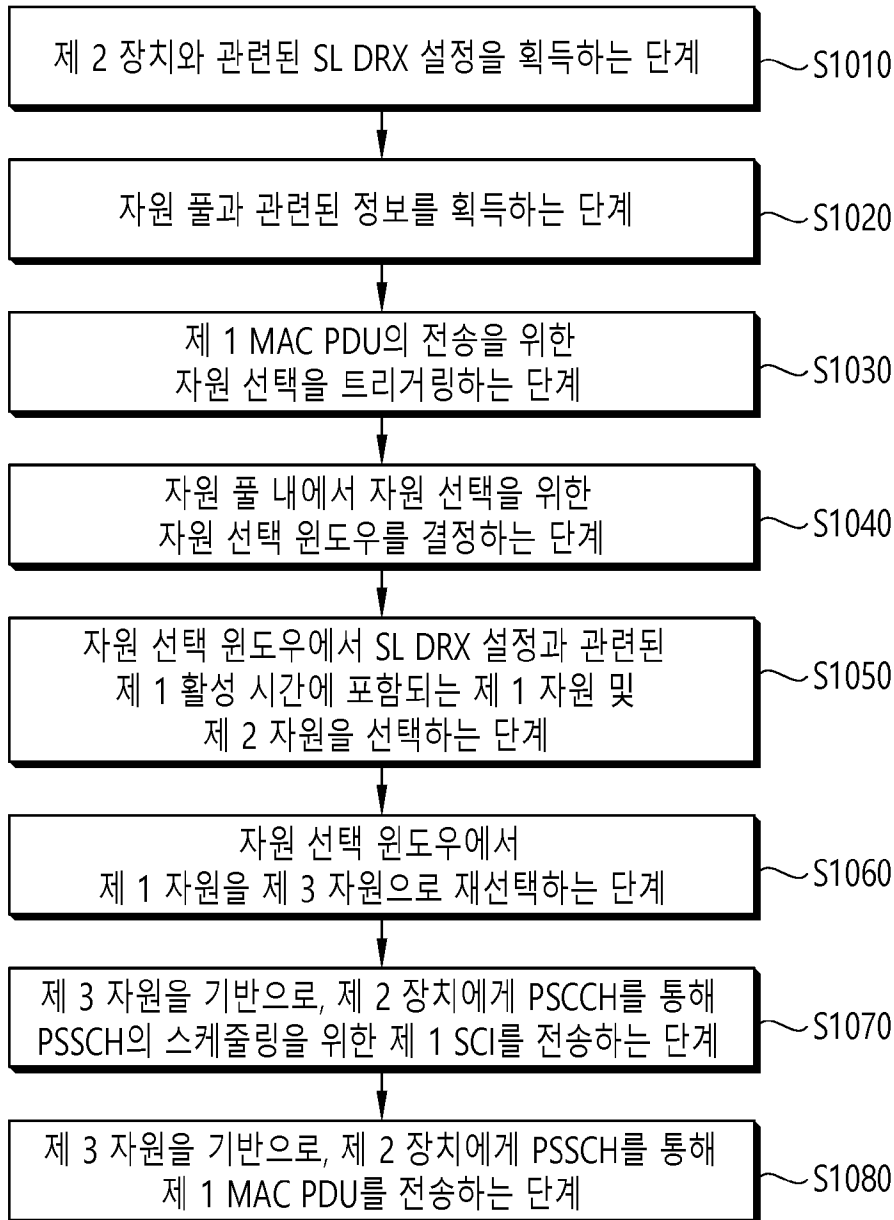 제 2 장치와 관련된 SL DRX 설정을 획득하는 단계
S1010
자원 풀과 관련된 정보를 획득하는 단계
S1020
제 1 MAC PDU의 전송을 위한
자원 선택을 트리거링하는 단계
S1030
자원 풀 내에서 자원 선택을 위한
자원 선택 윈도우를 결정하는 단계
S1040
자원 선택 윈도우에서 SL DRX 설정과 관련된
제 1 활성 시간에 포함되는 제 1 자원 및
제 2 자원을 선택하는 단계
S1050
자원 선택 윈도우에서
제 1 자원을 제 3 자원으로 재선택하는 단계
S1060
제 3 자원을 기반으로, 제 2 장치에게 PSCCH를 통해
PSSCH의 스케줄링을 위한 제 1 SCI를 전송하는 단계
S1070
제 3 자원을 기반으로, 제 2 장치에게 PSSCH를 통해
제 1 MAC PDU를 전송하는 단계
S1080